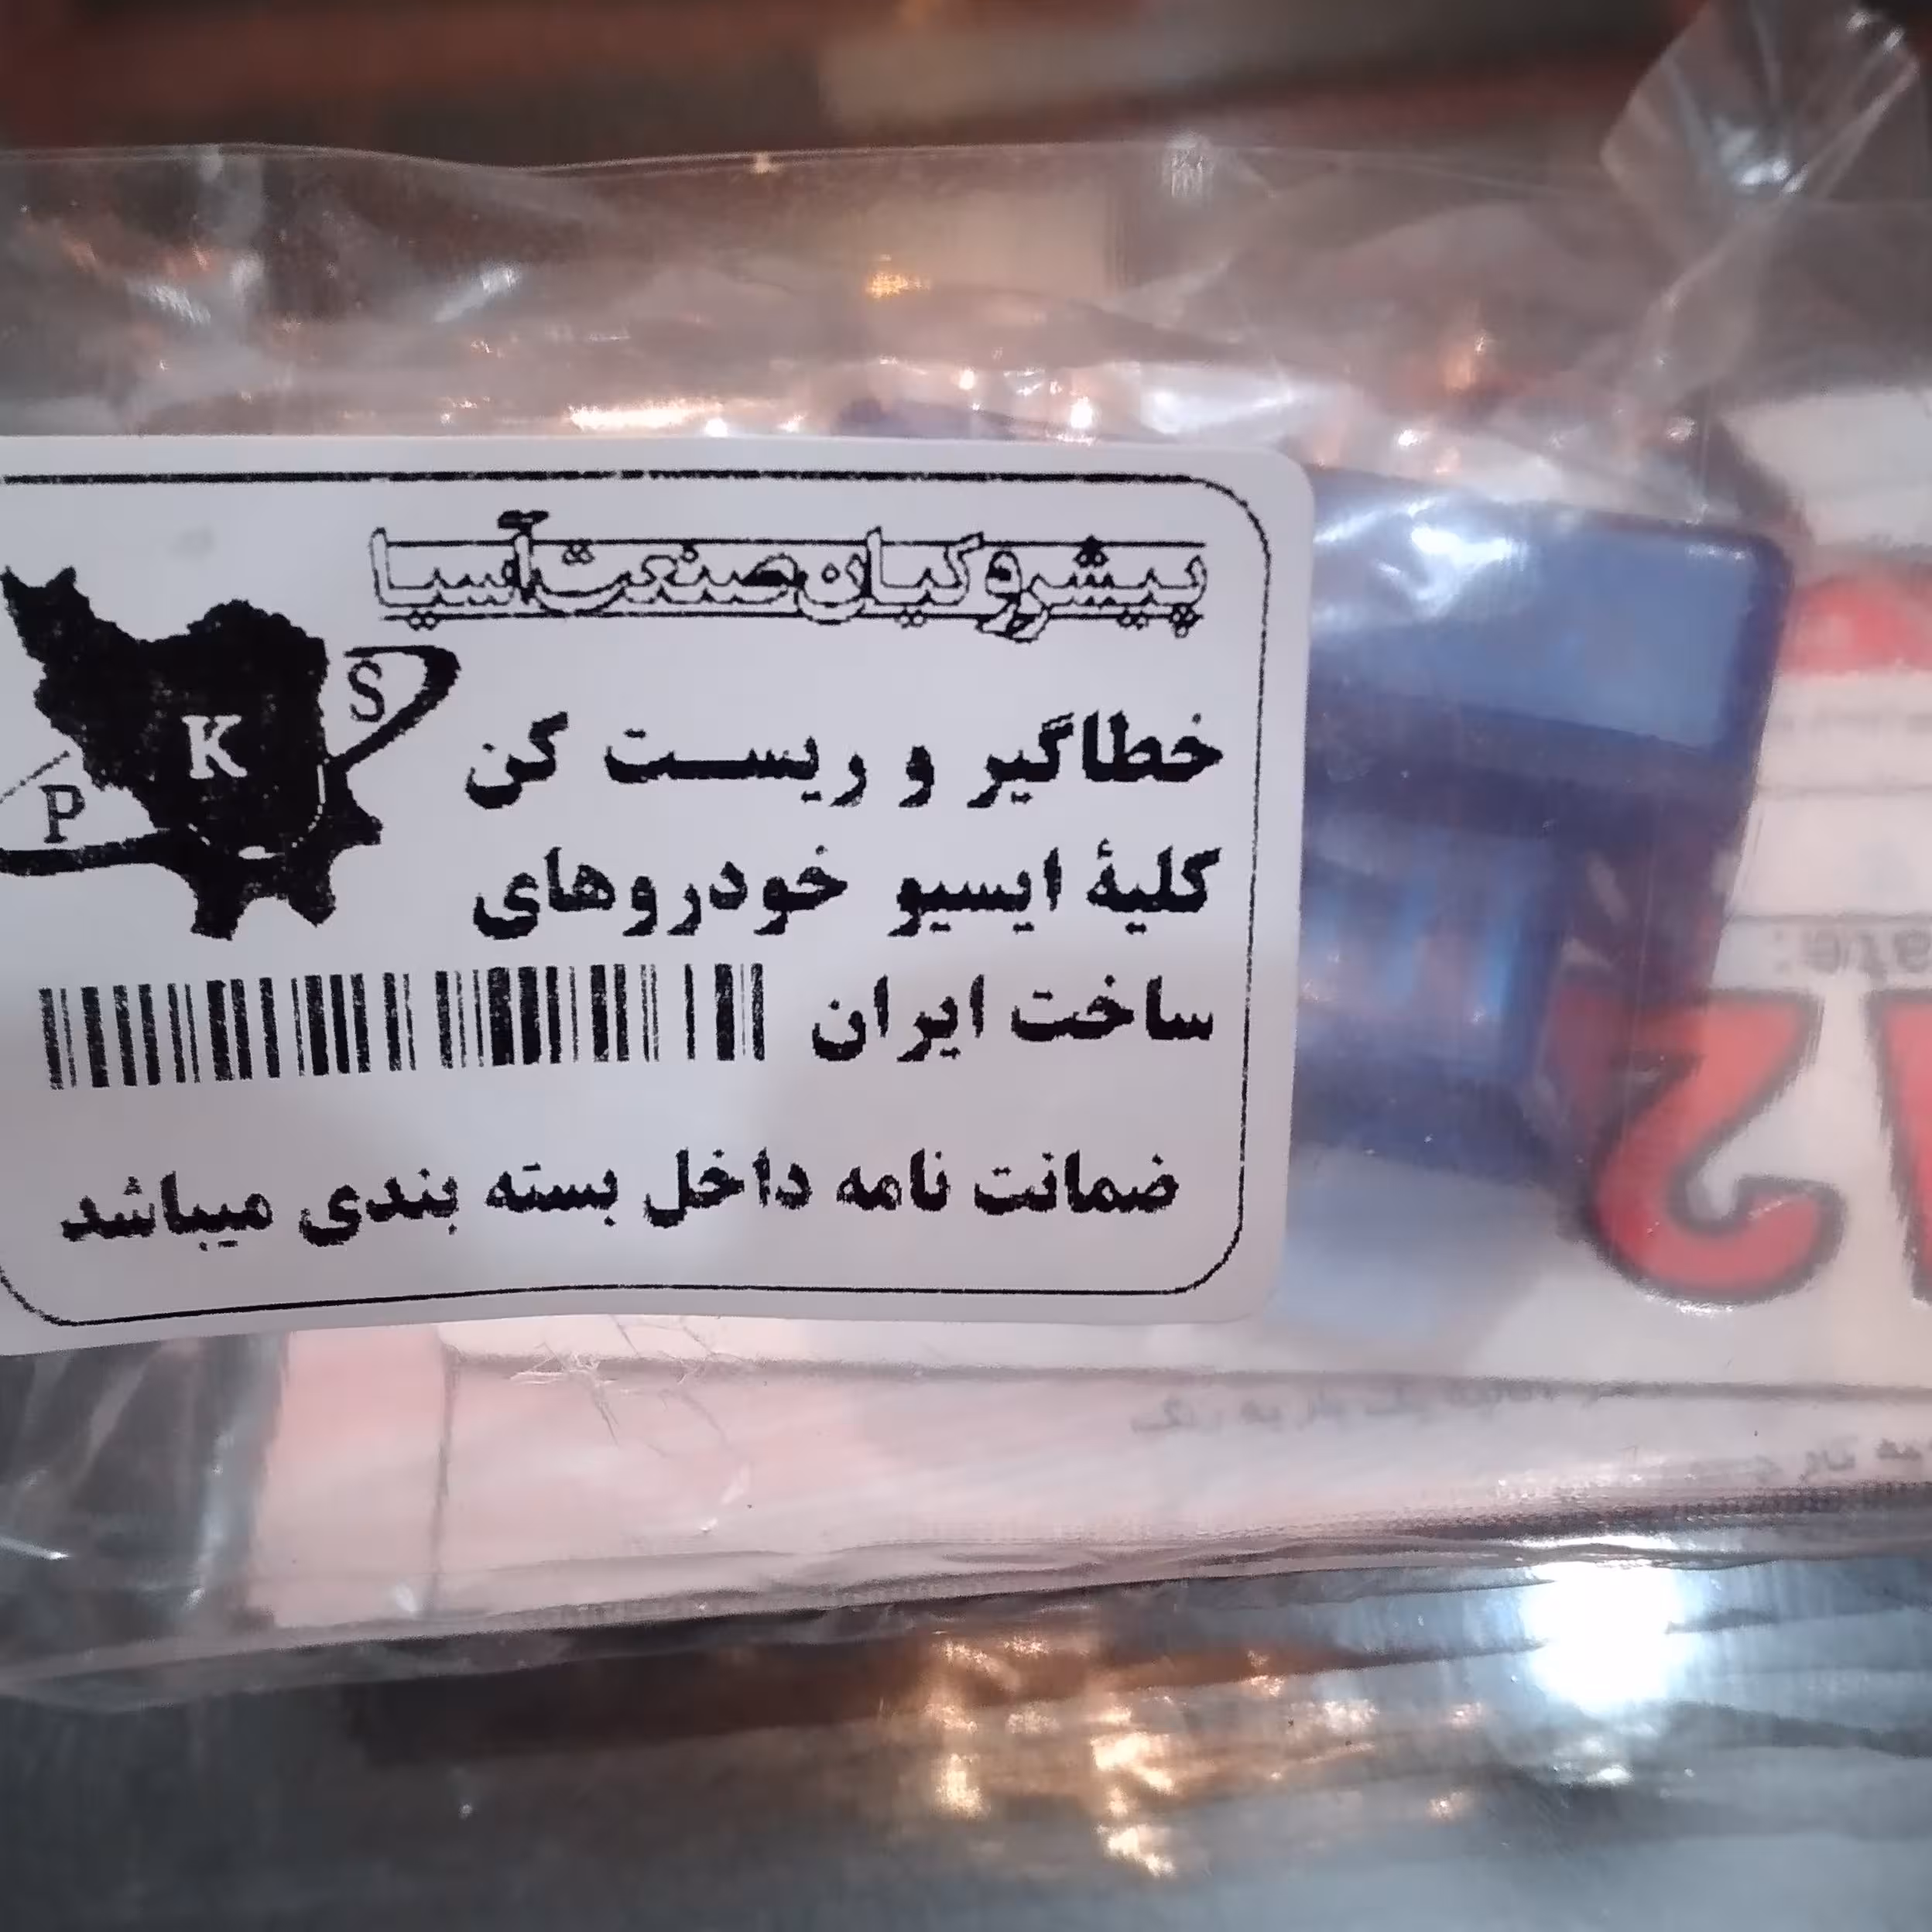 پیشرو کیان صنعت آسیا
P K S
خطاگیر و ریست کن
کلیهٔ ایسیو خودروهای
ساخت ایران
ضمانت نامه داخل بسته بندی میباشد